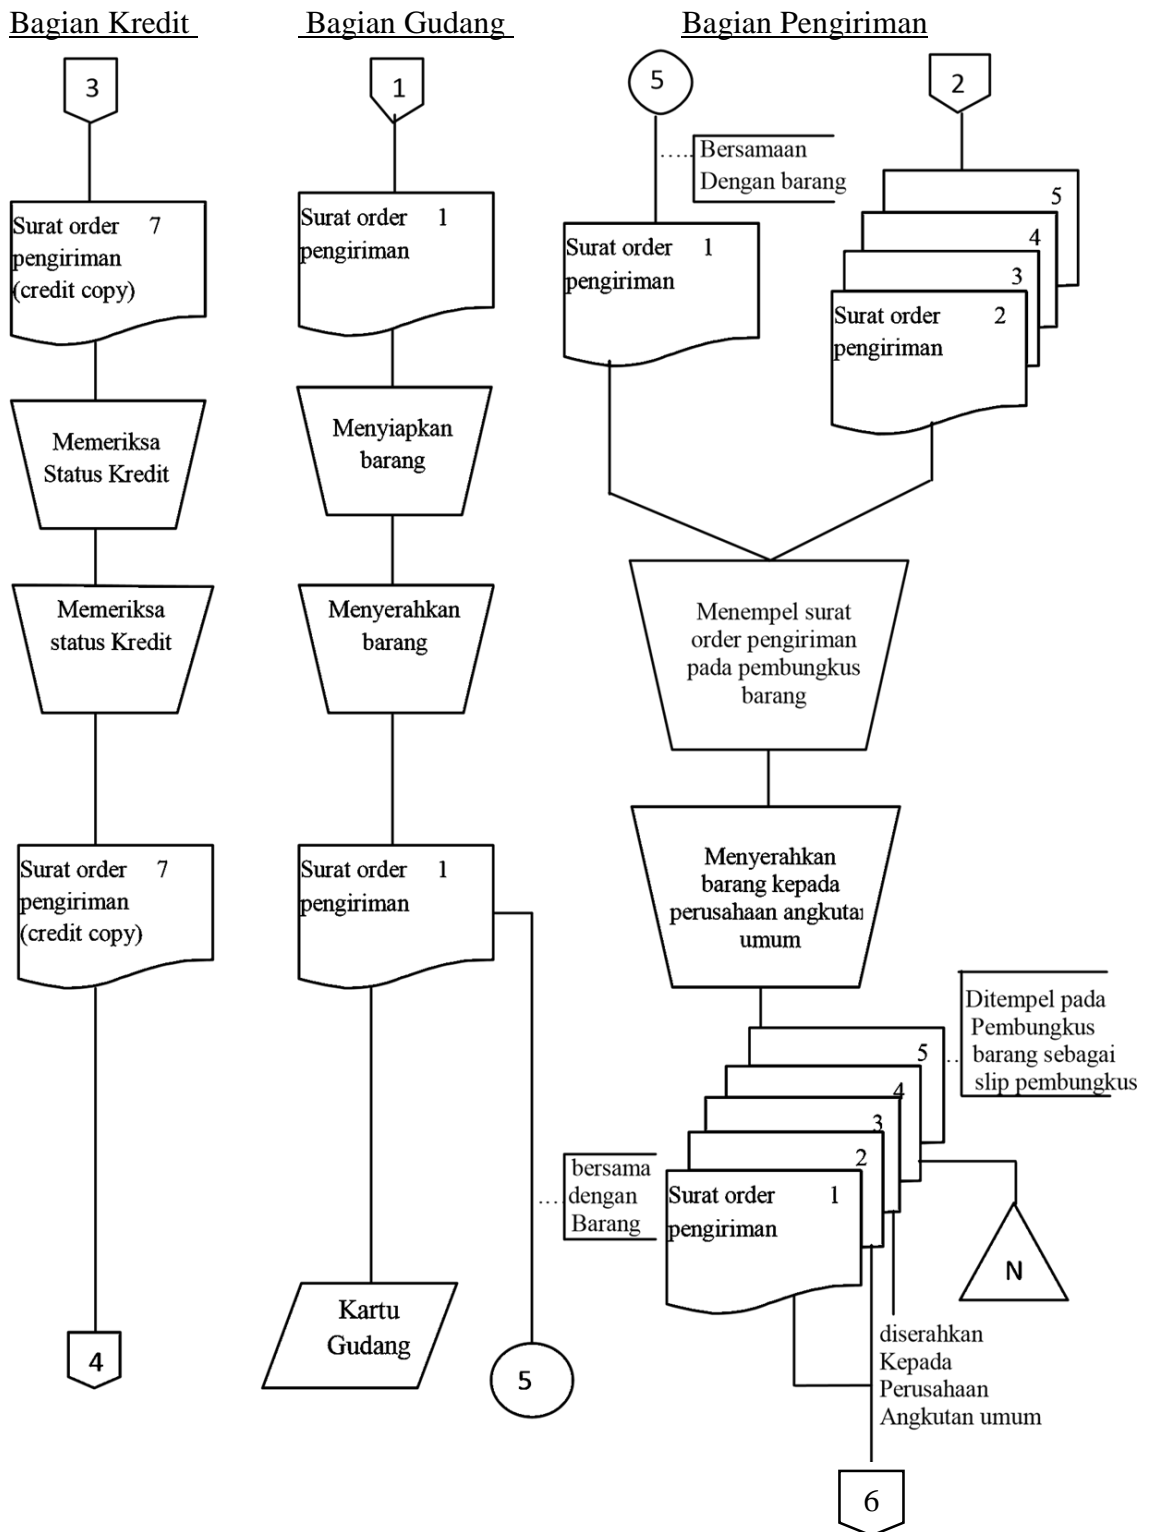 Bagian Kredit
3
Surat order 7
pengiriman
(credit copy)
Memeriksa
Status Kredit
Memeriksa
status Kredit
Surat order 7
pengiriman
(credit copy)
4
Bagian Gudang
1
Surat order 1
pengiriman
Menyiapkan
barang
Menyerahkan
barang
Surat order 1
pengiriman
bersama
....dengan
Barang
Kartu
Gudang
5
Bagian Pengiriman
5
.....Bersamaan
Dengan barang
Surat order 1
pengiriman
2
5
4
3
Surat order 2
pengiriman
Menempel surat
order pengiriman
pada pembungkus
barang
Menyerahkan
barang kepada
perusahaan angkutan
umum
Ditempel pada
Pembungkus
..barang sebagai
slip pembungkus
5
4
3
2
Surat order 1
pengiriman
N
diserahkan
Kepada
Perusahaan
Angkutan umum
6